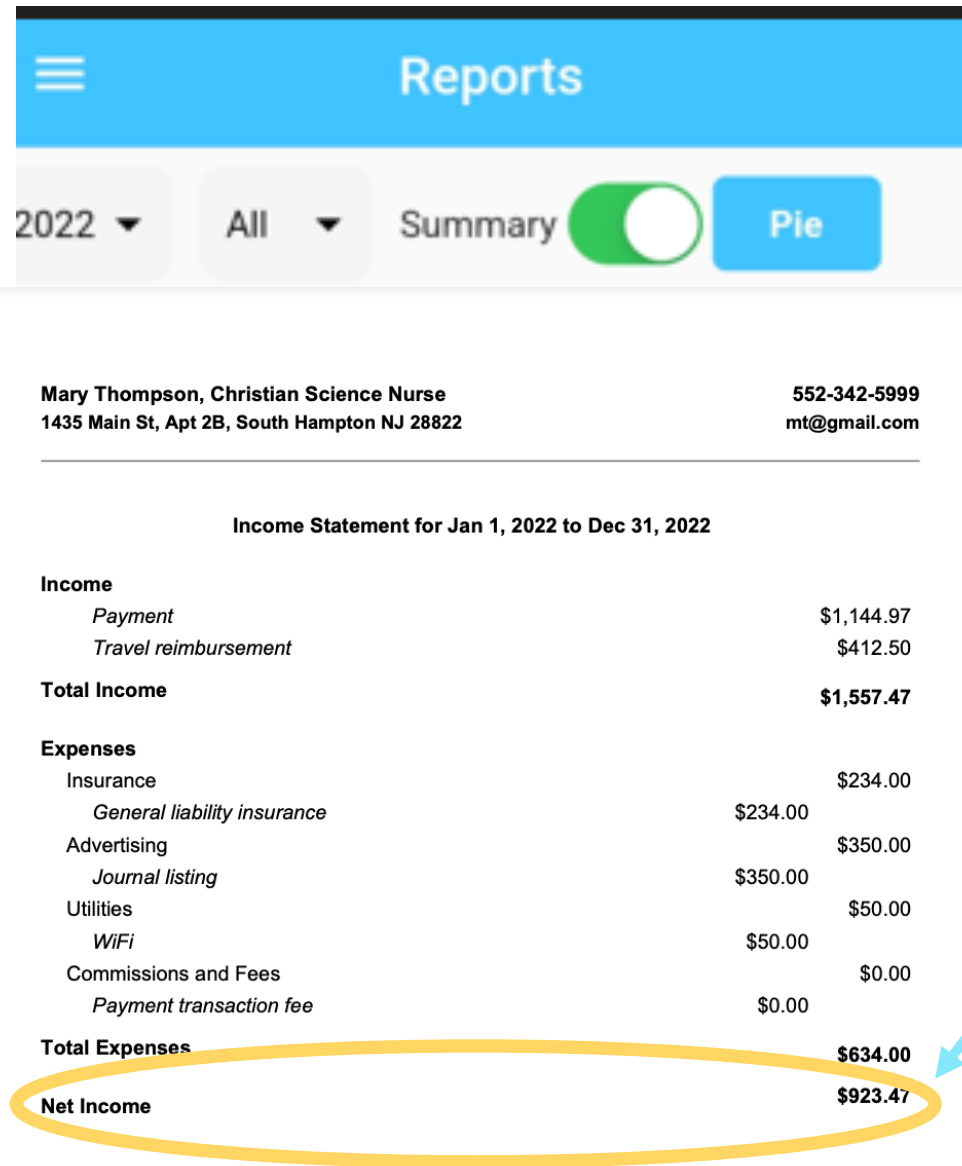 Reports
2022 All Summary Pie
Mary Thompson, Christian Science Nurse 552-342-5999
1435 Main St, Apt 2B, South Hampton NJ 28822 mt@gmail.com
Income Statement for Jan 1, 2022 to Dec 31, 2022
Income
Payment $1,144.97
Travel reimbursement $412.50
Total Income $1,557.47
Expenses
Insurance $234.00
General liability insurance $234.00
Advertising $350.00
Journal listing $350.00
Utilities $50.00
WiFi $50.00
Commissions and Fees $0.00
Payment transaction fee $0.00
Total Expenses $634.00
Net Income $923.47